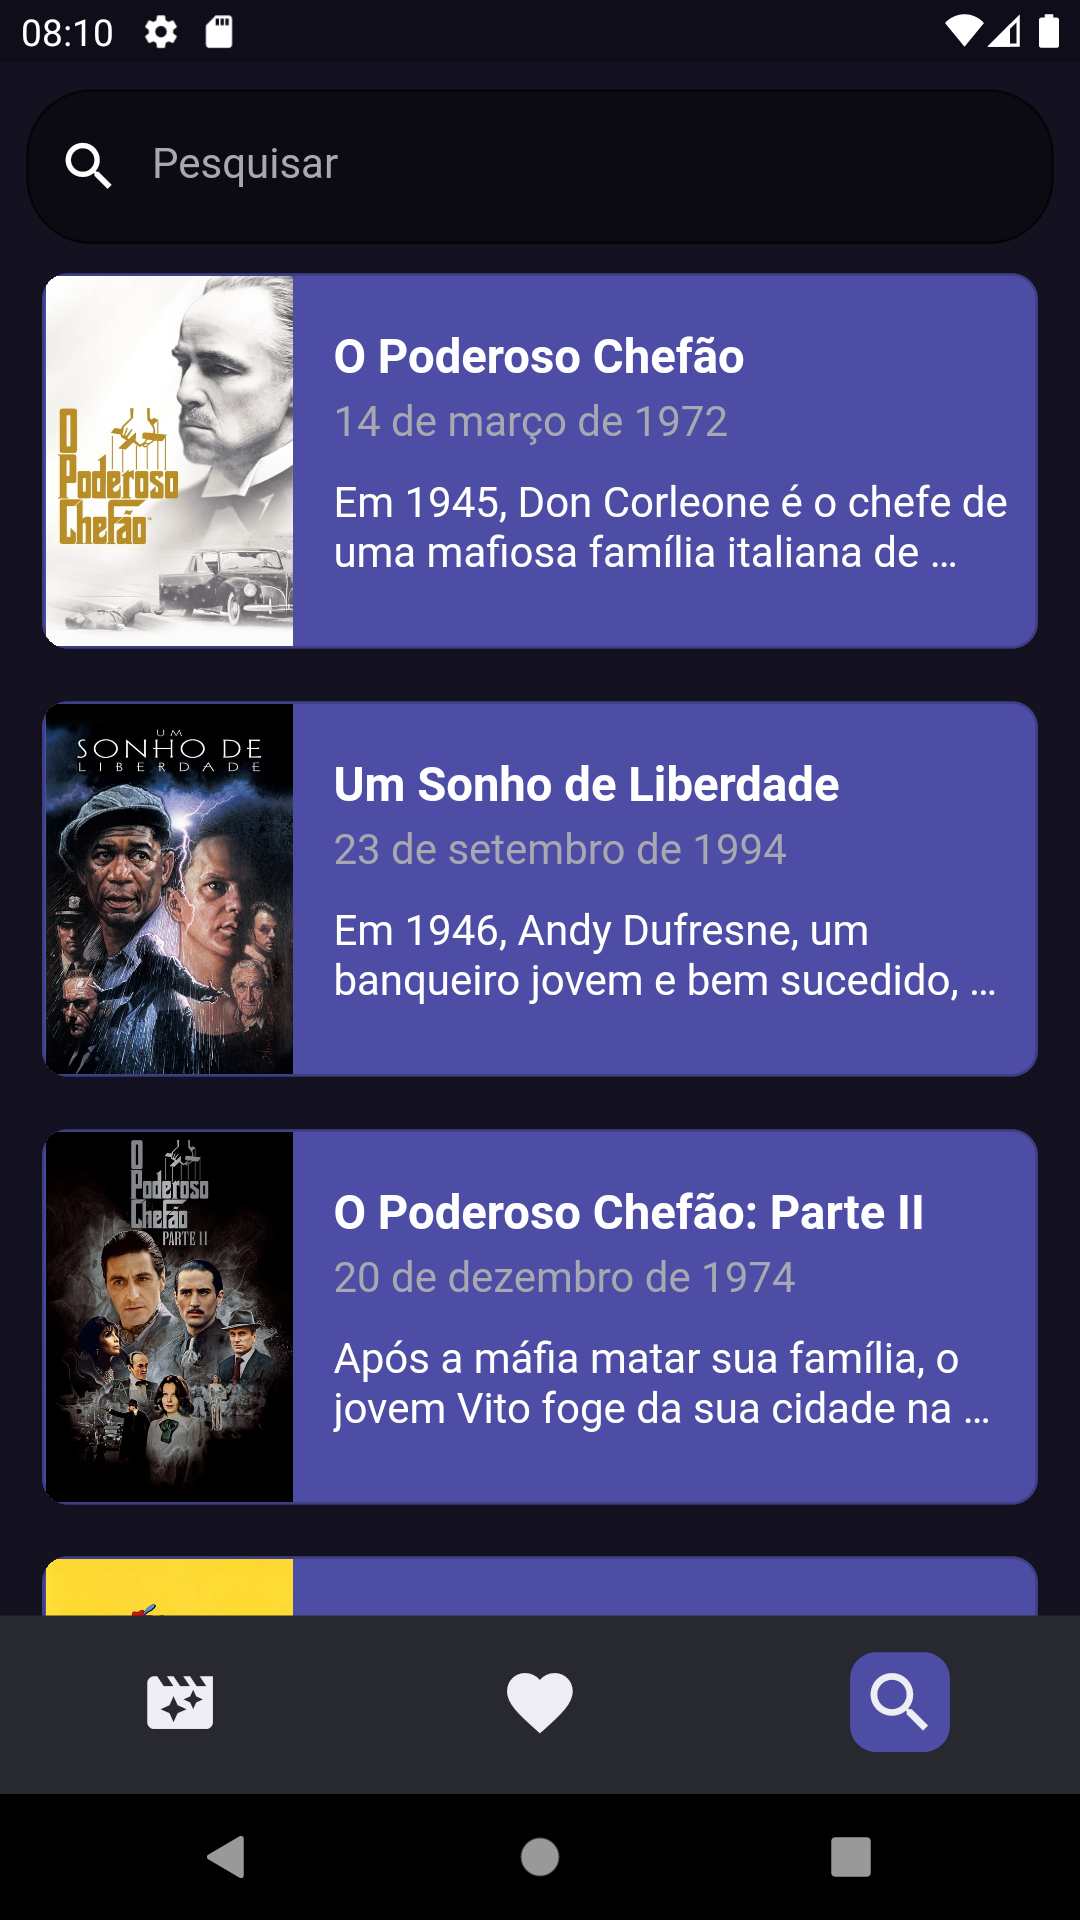 08:10
Pesquisar
O
Poderoso
Chefão
O Poderoso Chefão
14 de março de 1972
Em 1945, Don Corleone é o chefe de
uma mafiosa família italiana de ...
UM
SONHO DE
LIBERDADE
Um Sonho de Liberdade
23 de setembro de 1994
Em 1946, Andy Dufresne, um
banqueiro jovem e bem sucedido, ...
O
Poderoso
Chefão
PARTE II
O Poderoso Chefão: Parte II
20 de dezembro de 1974
Após a máfia matar sua família, o
jovem Vito foge da sua cidade na ...